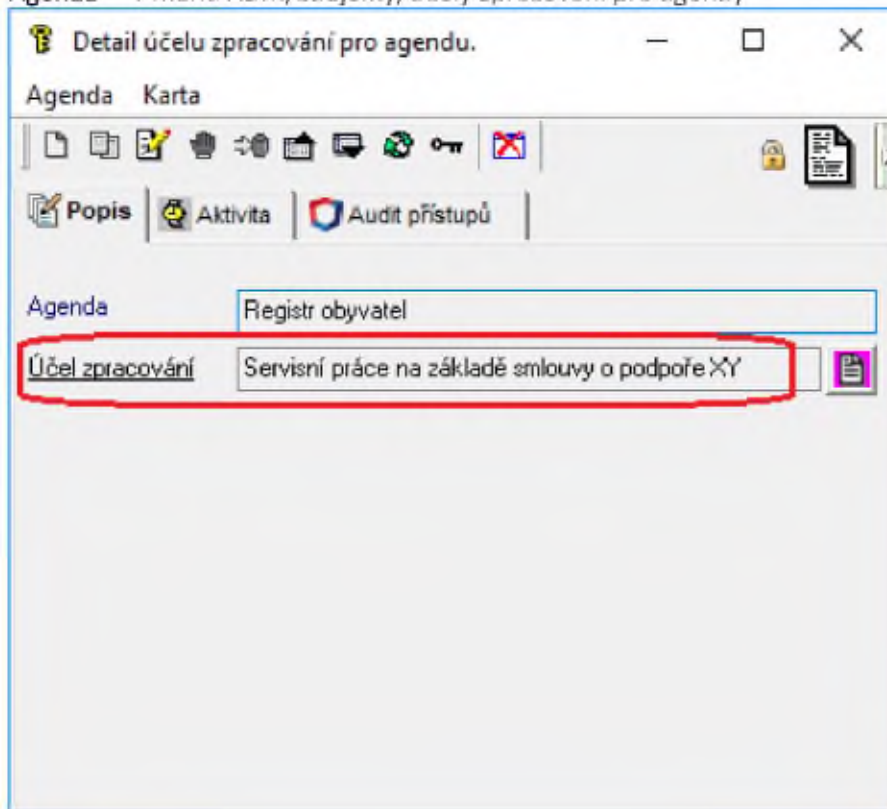 Detail účelu zpracování pro agendu.
Agenda Karta
Popis Aktivita Audit přístupů
Agenda Registr obyvatel
Účel zpracování Servisní práce na základě smlouvy o podpoře XY